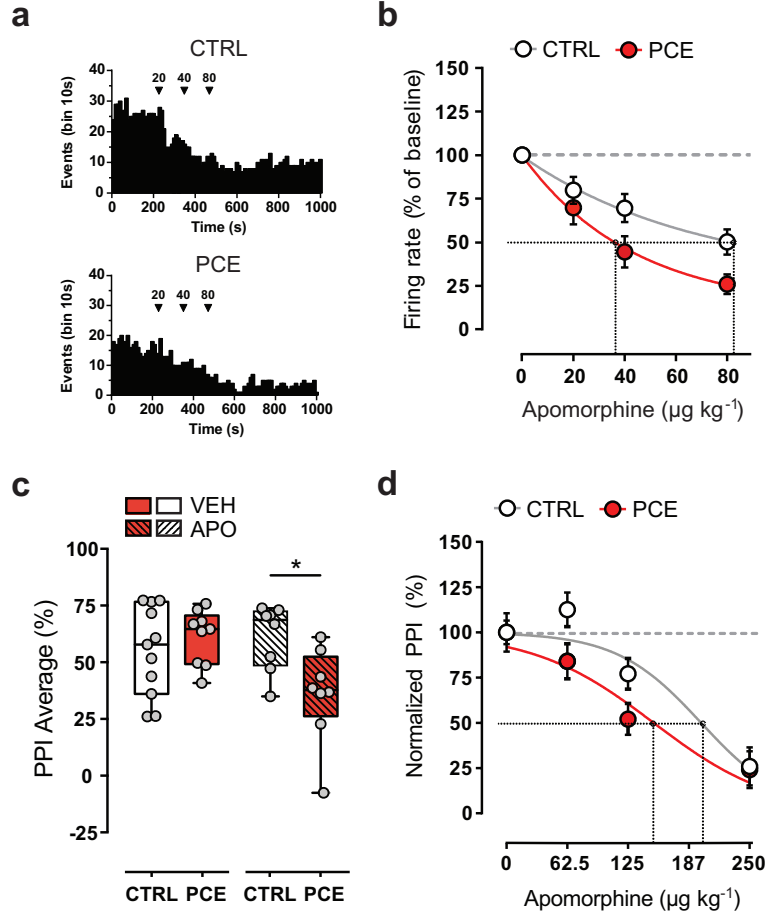 a
CTRL
Events (bin 10s)
40
30
20
10
0
20 40 80
0 200 400 600 800 1000
Time (s)
PCE
Events (bin 10s)
40
30
20
10
0
20 40 80
0 200 400 600 800 1000
Time (s)
b
CTRL PCE
Firing rate (% of baseline)
150
100
75
50
25
0
0 20 40 60 80
Apomorphine (µg kg-1)
c
VEH
APO
PPI Average (%)
100
75
50
25
0
-25
*
CTRL PCE CTRL PCE
d
CTRL PCE
Normalized PPI (%)
150
125
100
75
50
25
0
0 62.5 125 187 250
Apomorphine (µg kg-1)